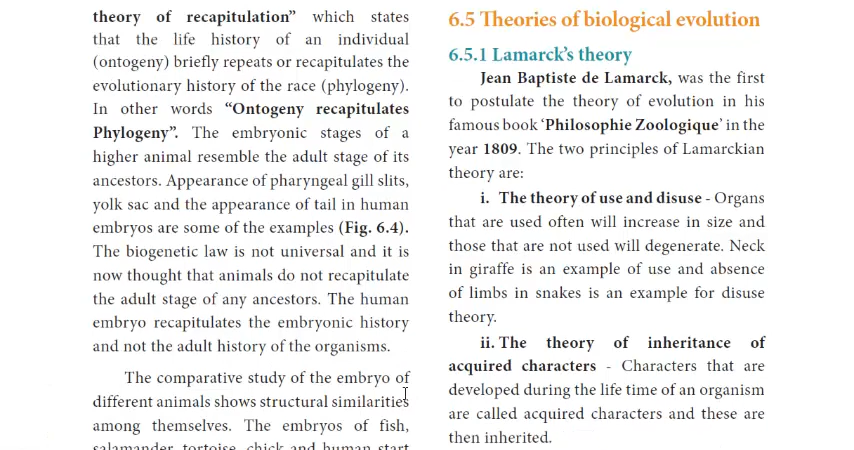 theory of recapitulation” which states
that the life history of an individual
(ontogeny) briefly repeats or recapitulates the
evolutionary history of the race (phylogeny).
In other words “Ontogeny recapitulates
Phylogeny”. The embryonic stages of a
higher animal resemble the adult stage of its
ancestors. Appearance of pharyngeal gill slits,
yolk sac and the appearance of tail in human
embryos are some of the examples (Fig. 6.4).
The biogenetic law is not universal and it is
now thought that animals do not recapitulate
the adult stage of any ancestors. The human
embryo recapitulates the embryonic history
and not the adult history of the organisms.
The comparative study of the embryo of
different animals shows structural similarities
among themselves. The embryos of fish,
salamander, tortoise, chick and human start
6.5 Theories of biological evolution
6.5.1 Lamarck’s theory
Jean Baptiste de Lamarck, was the first
to postulate the theory of evolution in his
famous book ‘Philosophie Zoologique’ in the
year 1809. The two principles of Lamarckian
theory are:
i. The theory of use and disuse - Organs
that are used often will increase in size and
those that are not used will degenerate. Neck
in giraffe is an example of use and absence
of limbs in snakes is an example for disuse
theory.
ii. The theory of inheritance of
acquired characters - Characters that are
developed during the life time of an organism
are called acquired characters and these are
then inherited.